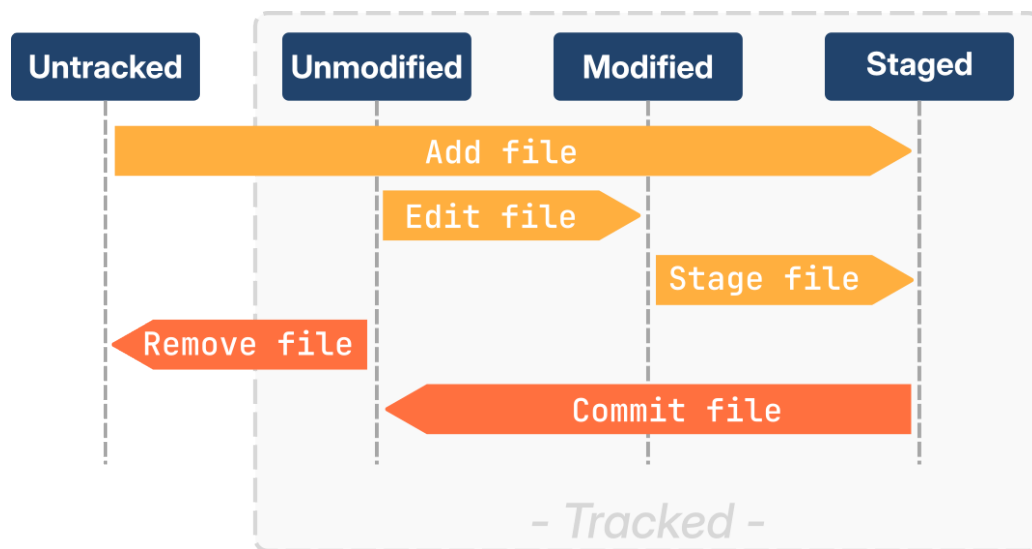 Untracked
Unmodified
Modified
Staged
Add file
Edit file
Stage file
Remove file
Commit file
- Tracked -